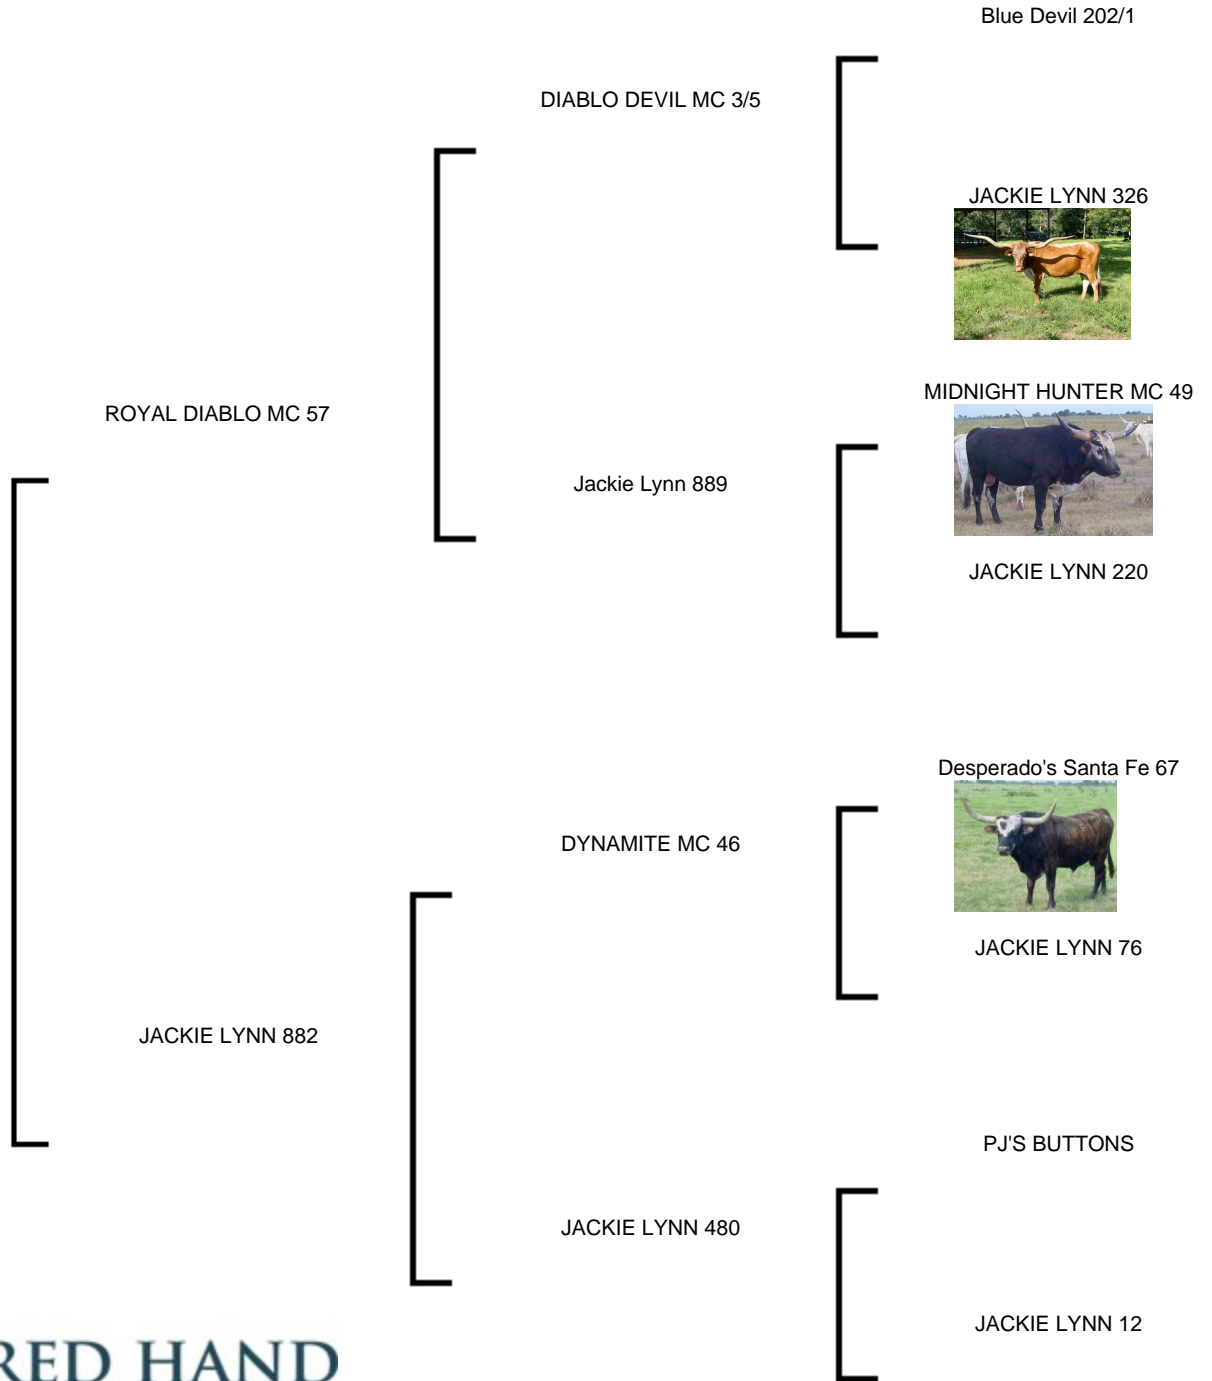 Blue Devil 202/1
DIABLO DEVIL MC 3/5
JACKIE LYNN 326
ROYAL DIABLO MC 57
MIDNIGHT HUNTER MC 49
Jackie Lynn 889
JACKIE LYNN 220
Desperado's Santa Fe 67
DYNAMITE MC 46
JACKIE LYNN 76
JACKIE LYNN 882
PJ'S BUTTONS
JACKIE LYNN 480
JACKIE LYNN 12
RED HAND